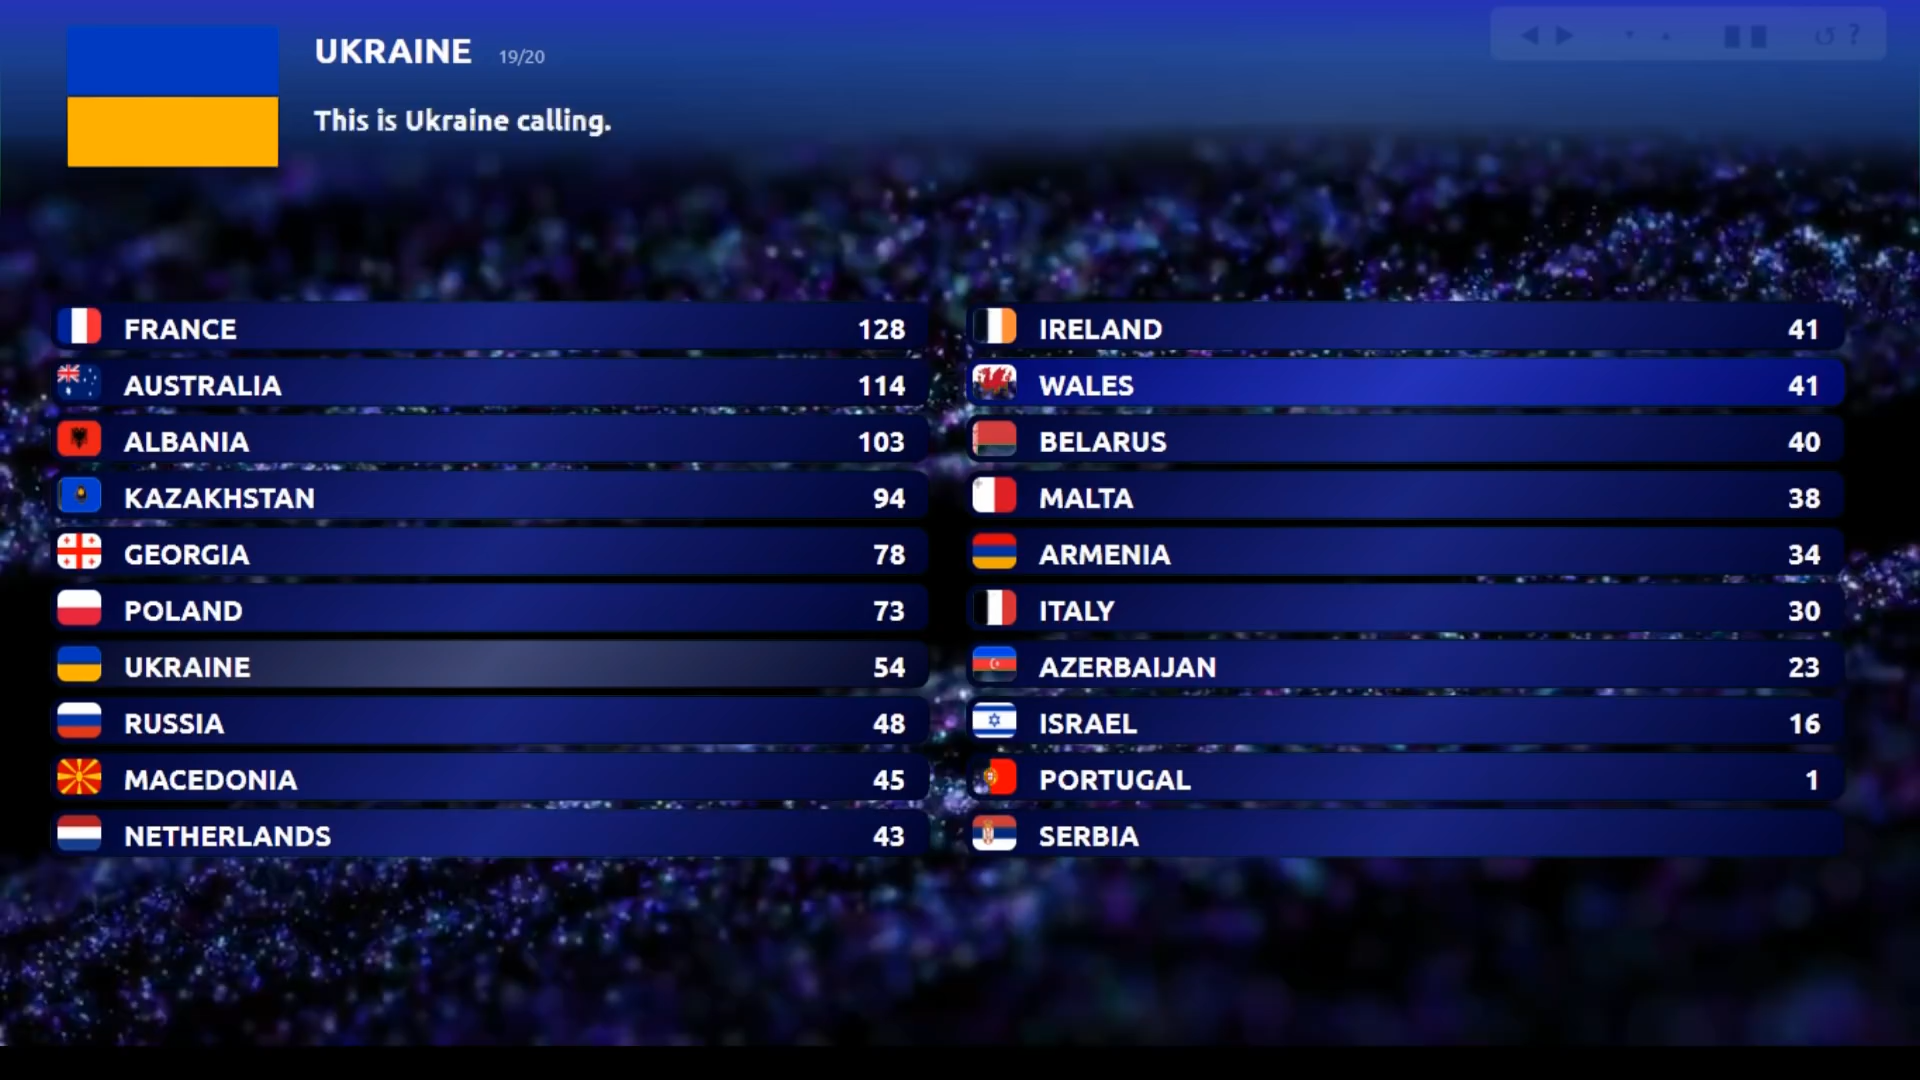 UKRAINE 19/20
This is Ukraine calling.
FRANCE 128
AUSTRALIA 114
ALBANIA 103
KAZAKHSTAN 94
GEORGIA 78
POLAND 73
UKRAINE 54
RUSSIA 48
MACEDONIA 45
NETHERLANDS 43
IRELAND 41
WALES 41
BELARUS 40
MALTA 38
ARMENIA 34
ITALY 30
AZERBAIJAN 23
ISRAEL 16
PORTUGAL 1
SERBIA
?